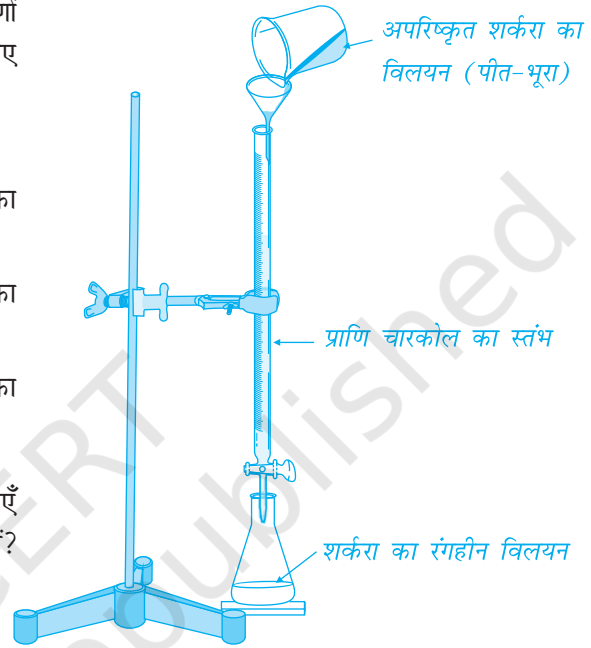 णों
ए
अपरिष्कृत शर्करा का
विलयन (पीत-भूरा)
का
का
प्राणि चारकोल का स्तंभ
का
एँ
?
शर्करा का रंगहीन विलयन